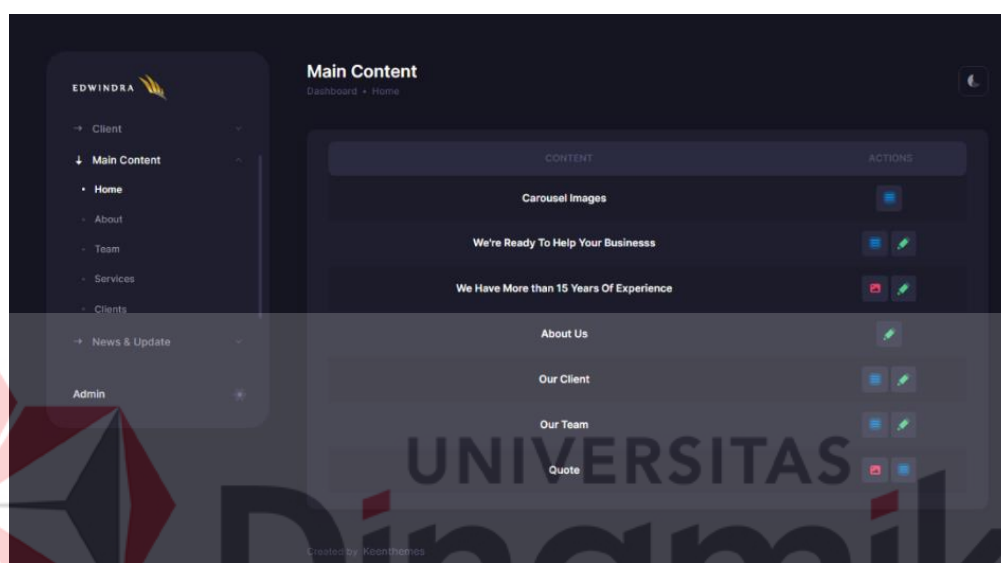 EDWINDRA
Main Content
Dashboard • Home
Client
Main Content
Home
About
Team
Services
Clients
News & Update
Admin
CONTENT ACTIONS
Carousel Images
We're Ready To Help Your Businesss
We Have More than 15 Years Of Experience
About Us
Our Client
Our Team
Quote
UNIVERSITAS
Dinamik
Created by Keenthemes